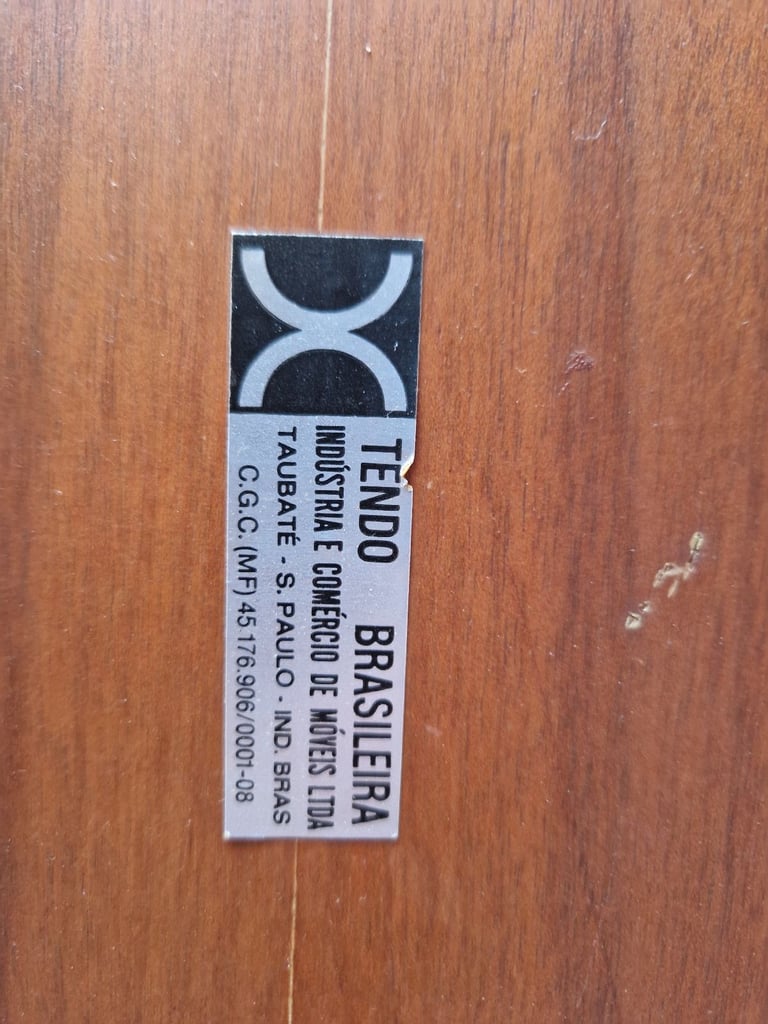 TENDO BRASILEIRA
INDÚSTRIA E COMÉRCIO DE MÓVEIS LTDA
TAUBATÉ - S. PAULO - IND. BRAS
C.G.C. (MF) 45.176.906/0001-08